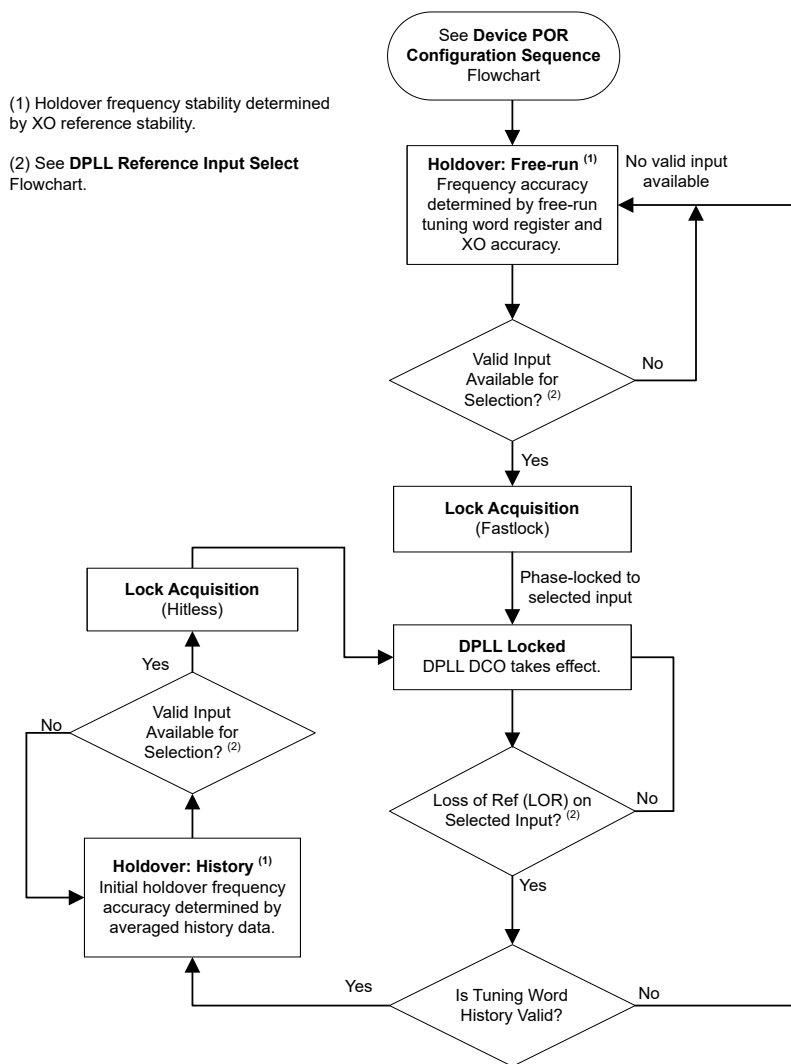 See Device POR
Configuration Sequence
Flowchart
(1) Holdover frequency stability determined
by XO reference stability.
(2) See DPLL Reference Input Select
Flowchart.
Holdover: Free-run (1)
Frequency accuracy
determined by free-run
tuning word register and
XO accuracy.
No valid input
available
Valid Input
Available for
Selection? (2)
No
Yes
Lock Acquisition
(Fastlock)
Phase-locked to
selected input
Lock Acquisition
(Hitless)
DPLL Locked
DPLL DCO takes effect.
Yes
No
Valid Input
Available for
Selection? (2)
Loss of Ref (LOR) on
Selected Input? (2)
No
Holdover: History (1)
Initial holdover frequency
accuracy determined by
averaged history data.
Yes
Yes
Is Tuning Word
History Valid?
No